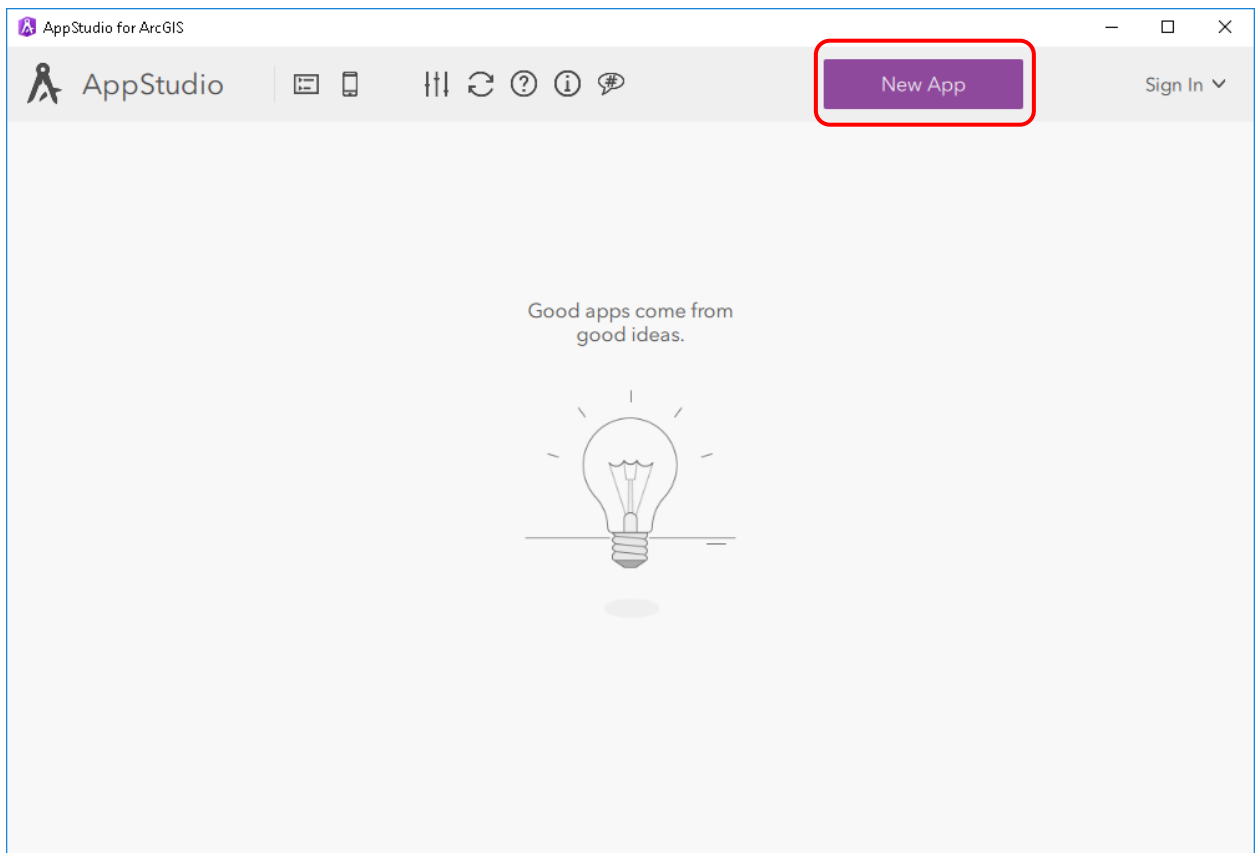 AppStudio for ArcGIS
AppStudio
New App
Sign In
Good apps come from
good ideas.